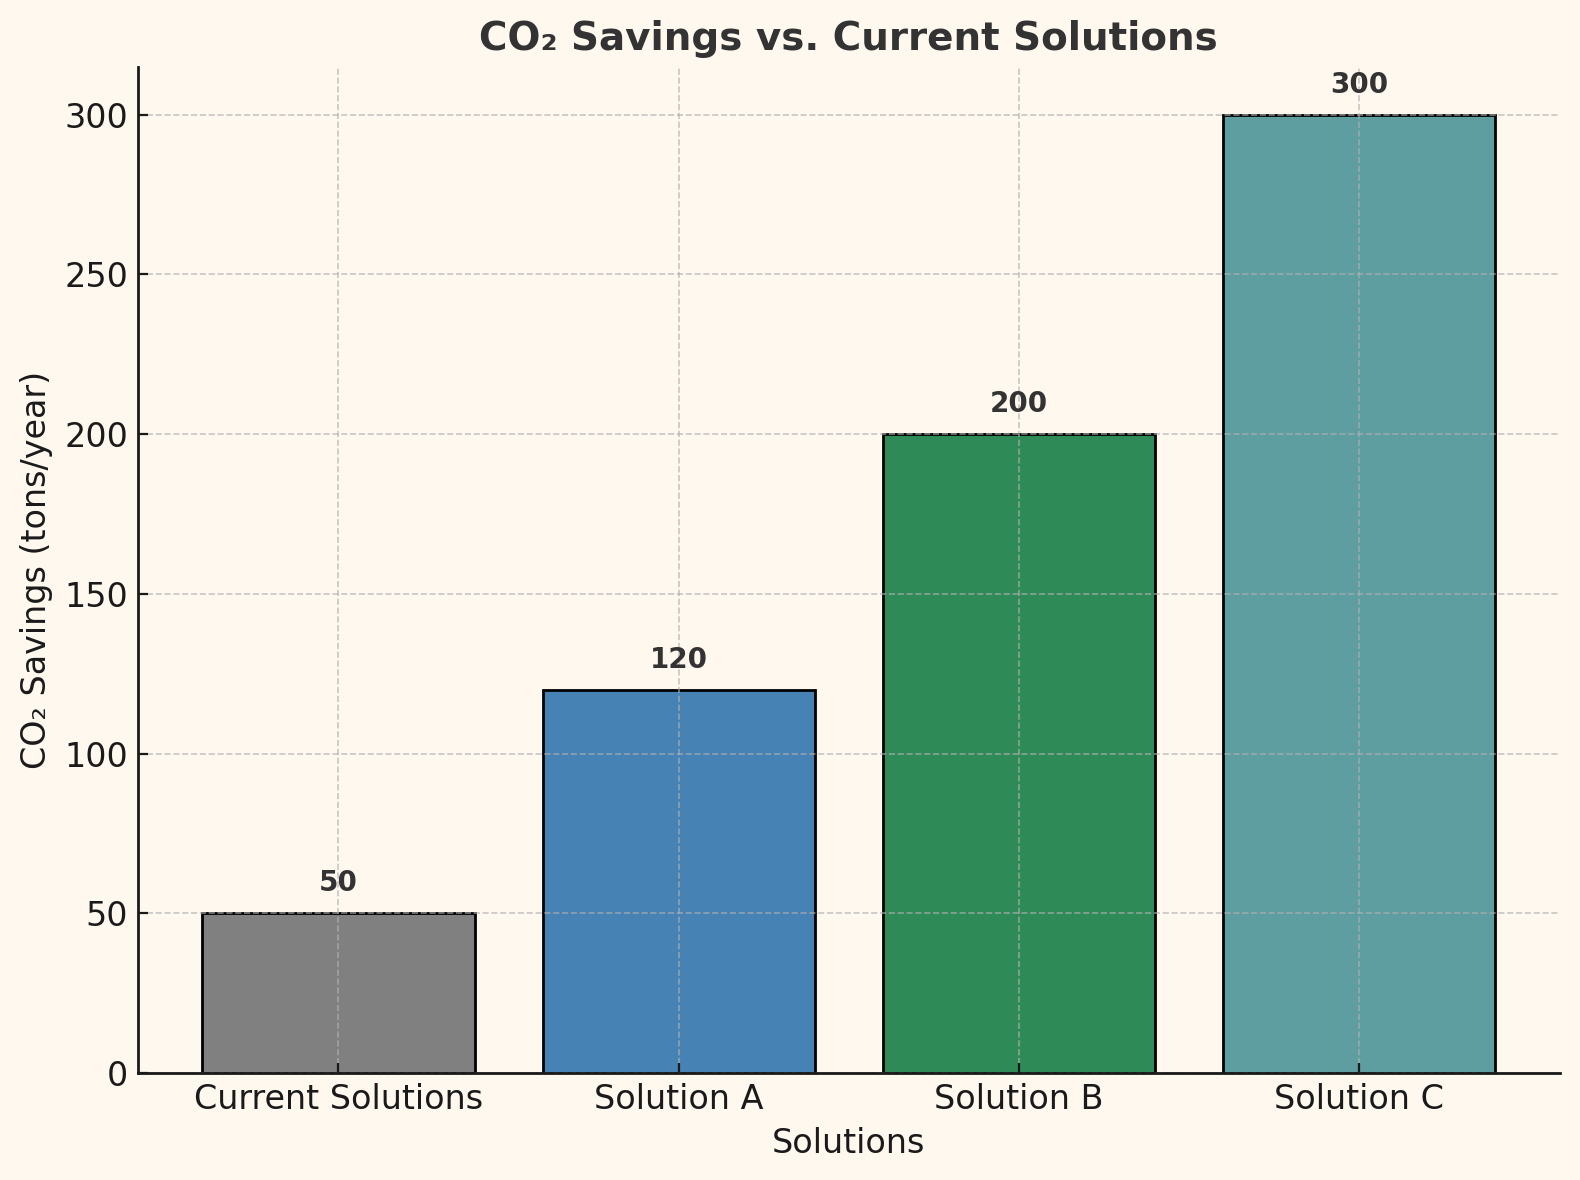 CO₂ Savings vs. Current Solutions
CO₂ Savings (tons/year)
300
250
200
150
100
50
0
50
120
200
300
Current Solutions
Solution A
Solution B
Solution C
Solutions